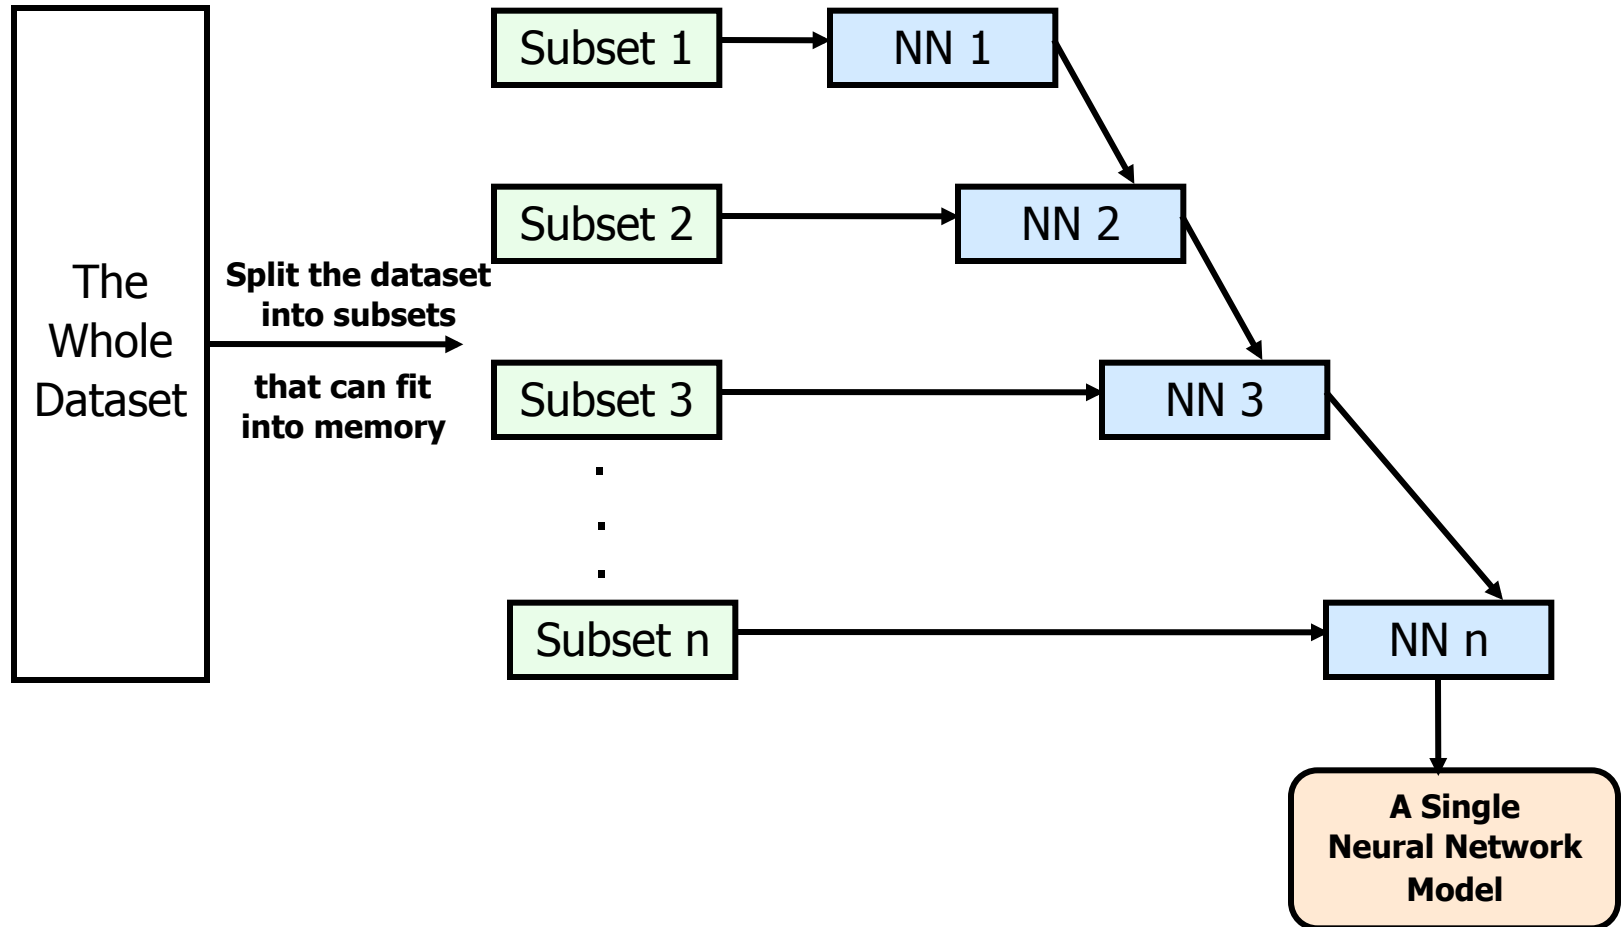 The
Whole
Dataset
Split the dataset
into subsets
that can fit
into memory
Subset 1
NN 1
Subset 2
NN 2
Subset 3
NN 3
.
.
.
Subset n
NN n
A Single
Neural Network
Model